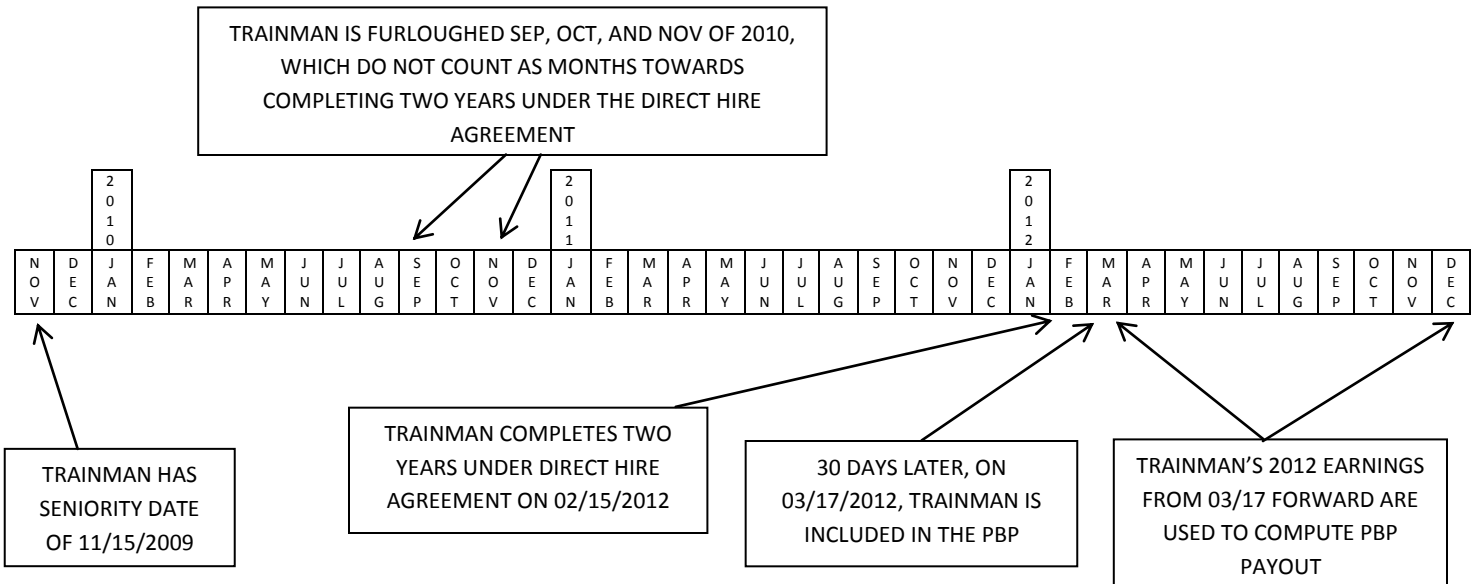 TRAINMAN IS FURLOUGHED SEP, OCT, AND NOV OF 2010,
WHICH DO NOT COUNT AS MONTHS TOWARDS
COMPLETING TWO YEARS UNDER THE DIRECT HIRE
AGREEMENT
2010 2011 2012
NOV DEC JAN FEB MAR APR MAY JUN JUL AUG SEP OCT NOV DEC JAN FEB MAR APR MAY JUN JUL AUG SEP OCT NOV DEC JAN FEB MAR APR MAY JUN JUL AUG SEP OCT NOV DEC
TRAINMAN HAS
SENIORITY DATE
OF 11/15/2009
TRAINMAN COMPLETES TWO
YEARS UNDER DIRECT HIRE
AGREEMENT ON 02/15/2012
30 DAYS LATER, ON
03/17/2012, TRAINMAN IS
INCLUDED IN THE PBP
TRAINMAN'S 2012 EARNINGS
FROM 03/17 FORWARD ARE
USED TO COMPUTE PBP
PAYOUT